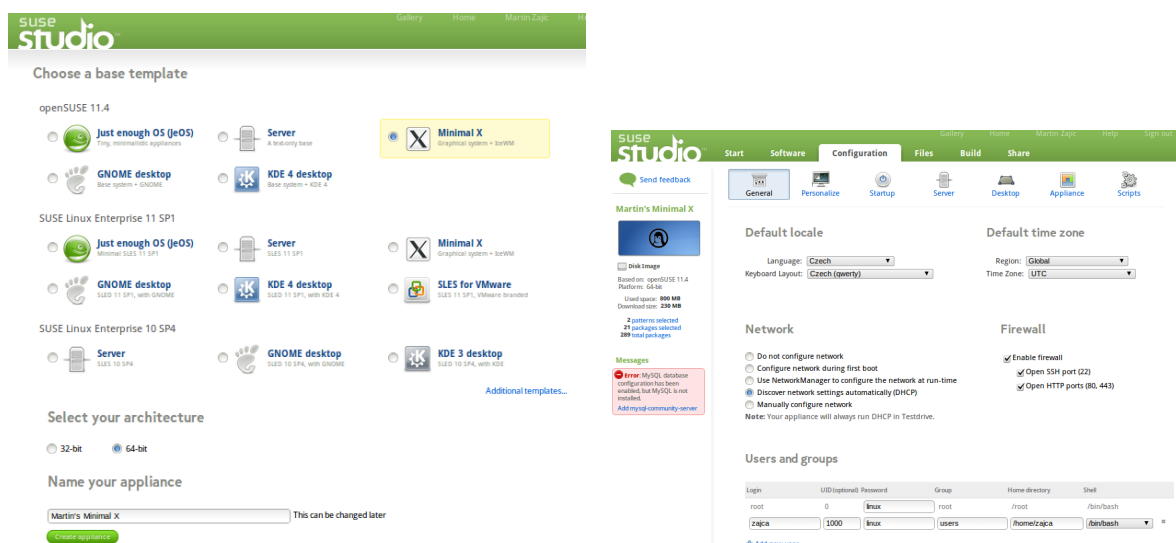 suse
studio
Gallery Home Martin Zajic
Choose a base template
openSUSE 11.4
Just enough OS (JeOS)
Tiny, minimalistic appliances
Server
A text-only base
Minimal X
Graphical system + IceWM
GNOME desktop
Base system + GNOME
KDE 4 desktop
Base system + KDE 4
SUSE Linux Enterprise 11 SP1
Just enough OS (JeOS)
Minimal SLES 11 SP1
Server
SLES 11 SP1
Minimal X
Graphical system + IceWM
GNOME desktop
SLED 11 SP1, with GNOME
KDE 4 desktop
SLED 11 SP1, with KDE 4
SLES for VMware
SLES 11 SP1, VMware branded
SUSE Linux Enterprise 10 SP4
Server
SLES 10 SP4
GNOME desktop
SLED 10 SP4, with GNOME
KDE 3 desktop
SLED 10 SP4, with KDE
Additional templates...
Select your architecture
32-bit 64-bit
Name your appliance
Martin's Minimal X This can be changed later
Create appliance
suse
studio
Gallery Home Martin Zajic Help Sign out
Start Software Configuration Files Build Share
Send feedback
General Personalize Startup Server Desktop Appliance Scripts
Martin's Minimal X
Disk Image
Based on: openSUSE 11.4
Platform: 64-bit
Used space: 800 MB
Download size: 230 MB
2 patterns selected
21 packages selected
289 total packages
Messages
Error: MySQL database
configuration has been
enabled, but MySQL is not
installed.
Add mysql-community-server
Default locale
Language: Czech
Keyboard Layout: Czech (qwerty)
Default time zone
Region: Global
Time Zone: UTC
Network
Do not configure network
Configure network during first boot
Use NetworkManager to configure the network at run-time
Discover network settings automatically (DHCP)
Manually configure network
Note: Your appliance will always run DHCP in Testdrive.
Firewall
Enable firewall
Open SSH port (22)
Open HTTP ports (80, 443)
Users and groups
Login UID (optional) Password Group Home directory Shell
root 0 linux root /root /bin/bash
zajca 1000 linux users /home/zajca /bin/bash